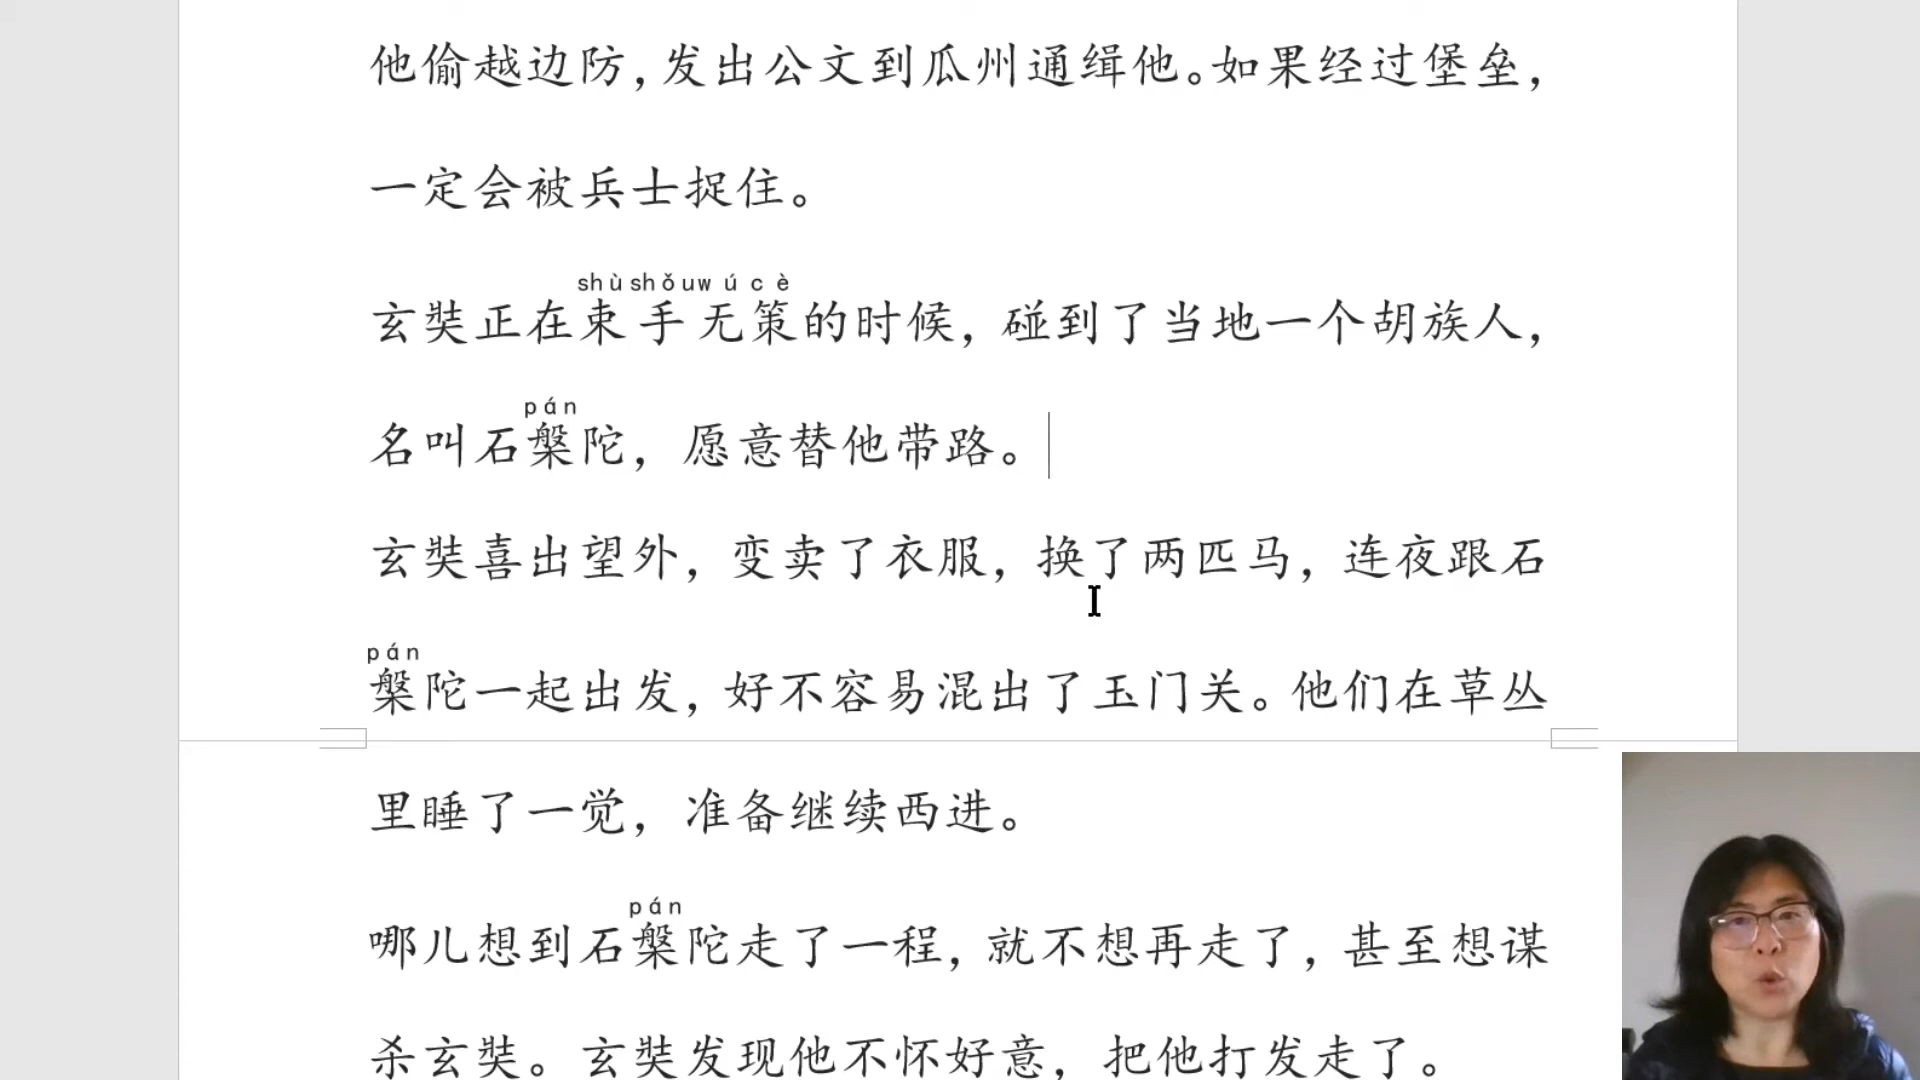 他偷越边防,发出公文到瓜州通缉他。如果经过堡垒,
一定会被兵士捉住。
shùshǒuwúcè
玄奘正在束手无策的时候,碰到了当地一个胡族人,
pán
名叫石槃陀,愿意替他带路。
玄奘喜出望外,变卖了衣服,换了两匹马,连夜跟石
pán
槃陀一起出发,好不容易混出了玉门关。他们在草丛
里睡了一觉,准备继续西进。
pán
哪儿想到石槃陀走了一程,就不想再走了,甚至想谋
杀玄奘。玄奘发现他不怀好意,把他打发走了。